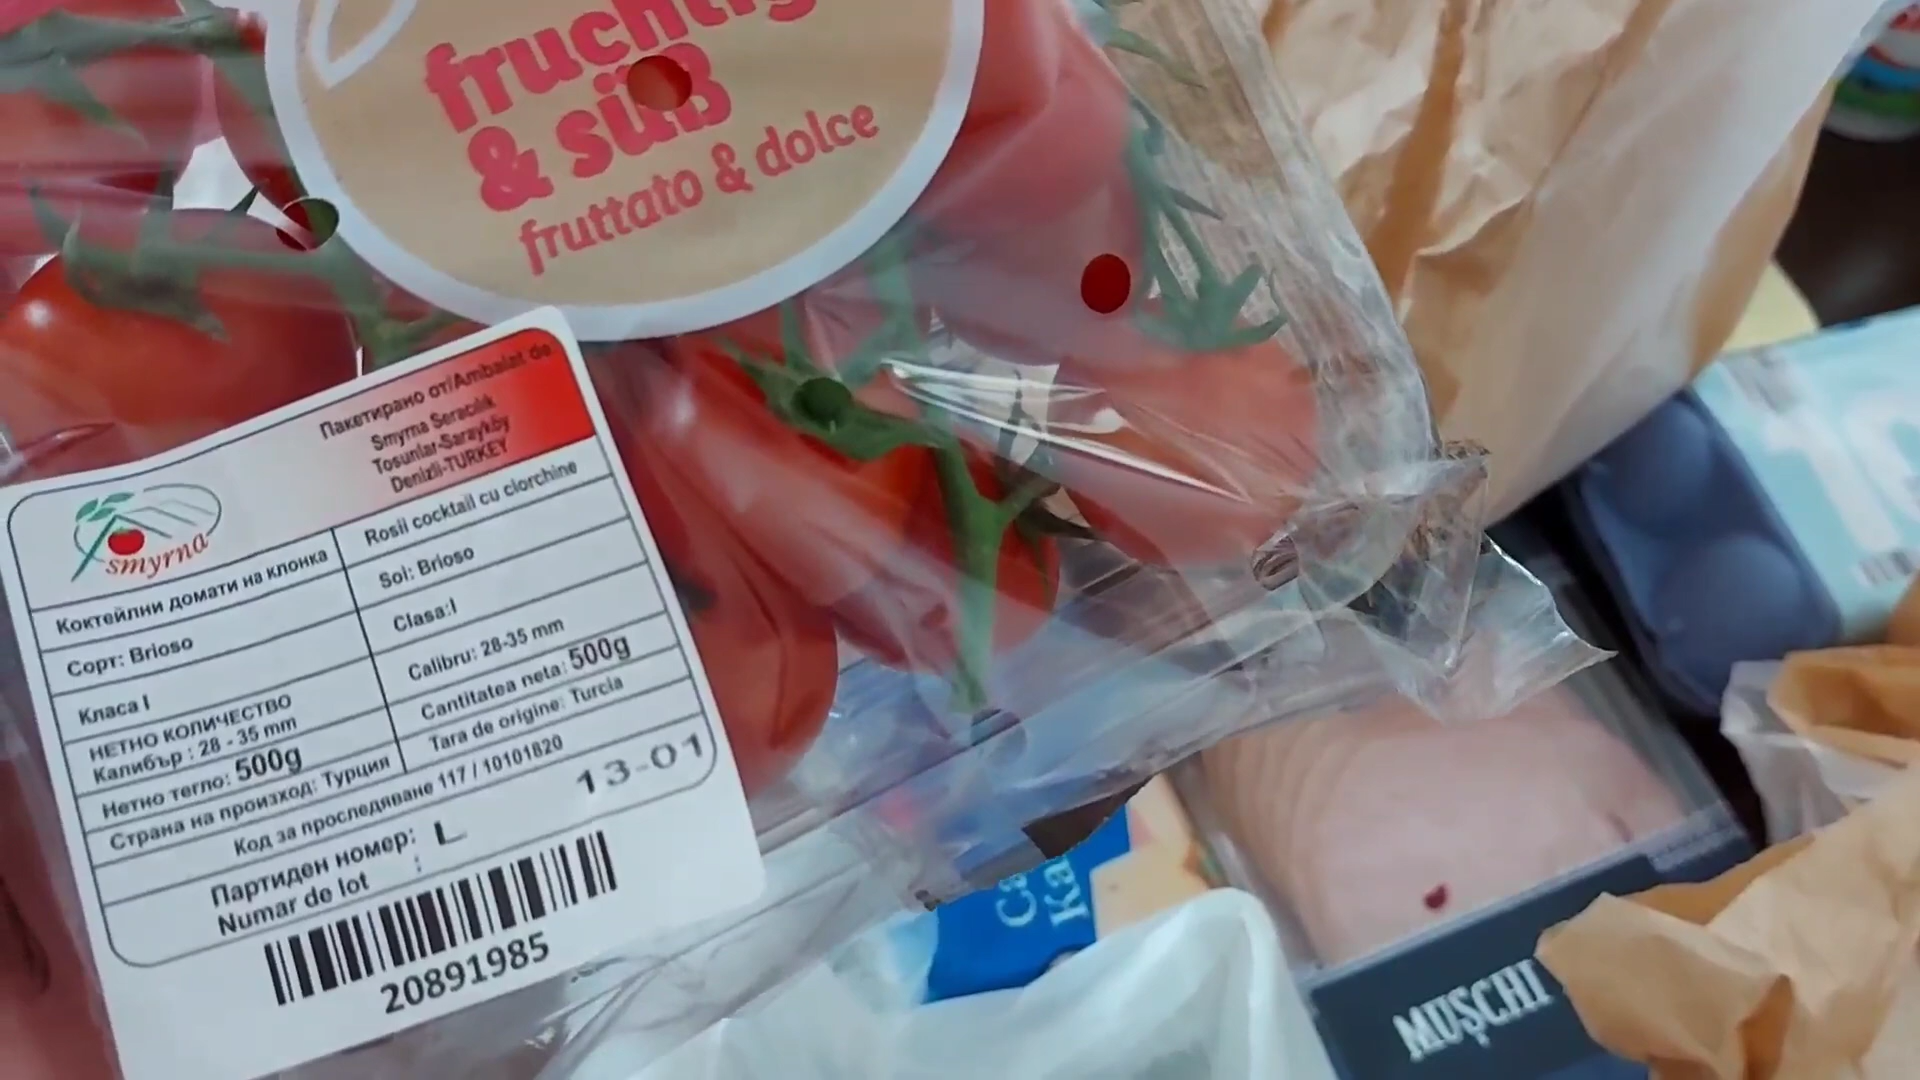 fruchtig
& süß
fruttato & dolce
Пакетирано от/Ambalat de
Smyrna Seracılık
Tosunlar-Sarayköy
Denizli-TURKEY
smyrna
Коктейлни домати на клонка
Rosii cocktail cu ciorchine
Сорт: Brioso
Soi: Brioso
Класа I
Clasa:I
НЕТНО КОЛИЧЕСТВО
Калибър : 28 - 35 mm
Calibru: 28-35 mm
Нетно тегло: 500g
Cantitatea neta: 500g
Страна на произход: Турция
Tara de origine: Turcia
Код за проследяване 117 / 10101820
Партиден номер: L 13-01
Numar de lot :
20891985
MUȘCHI